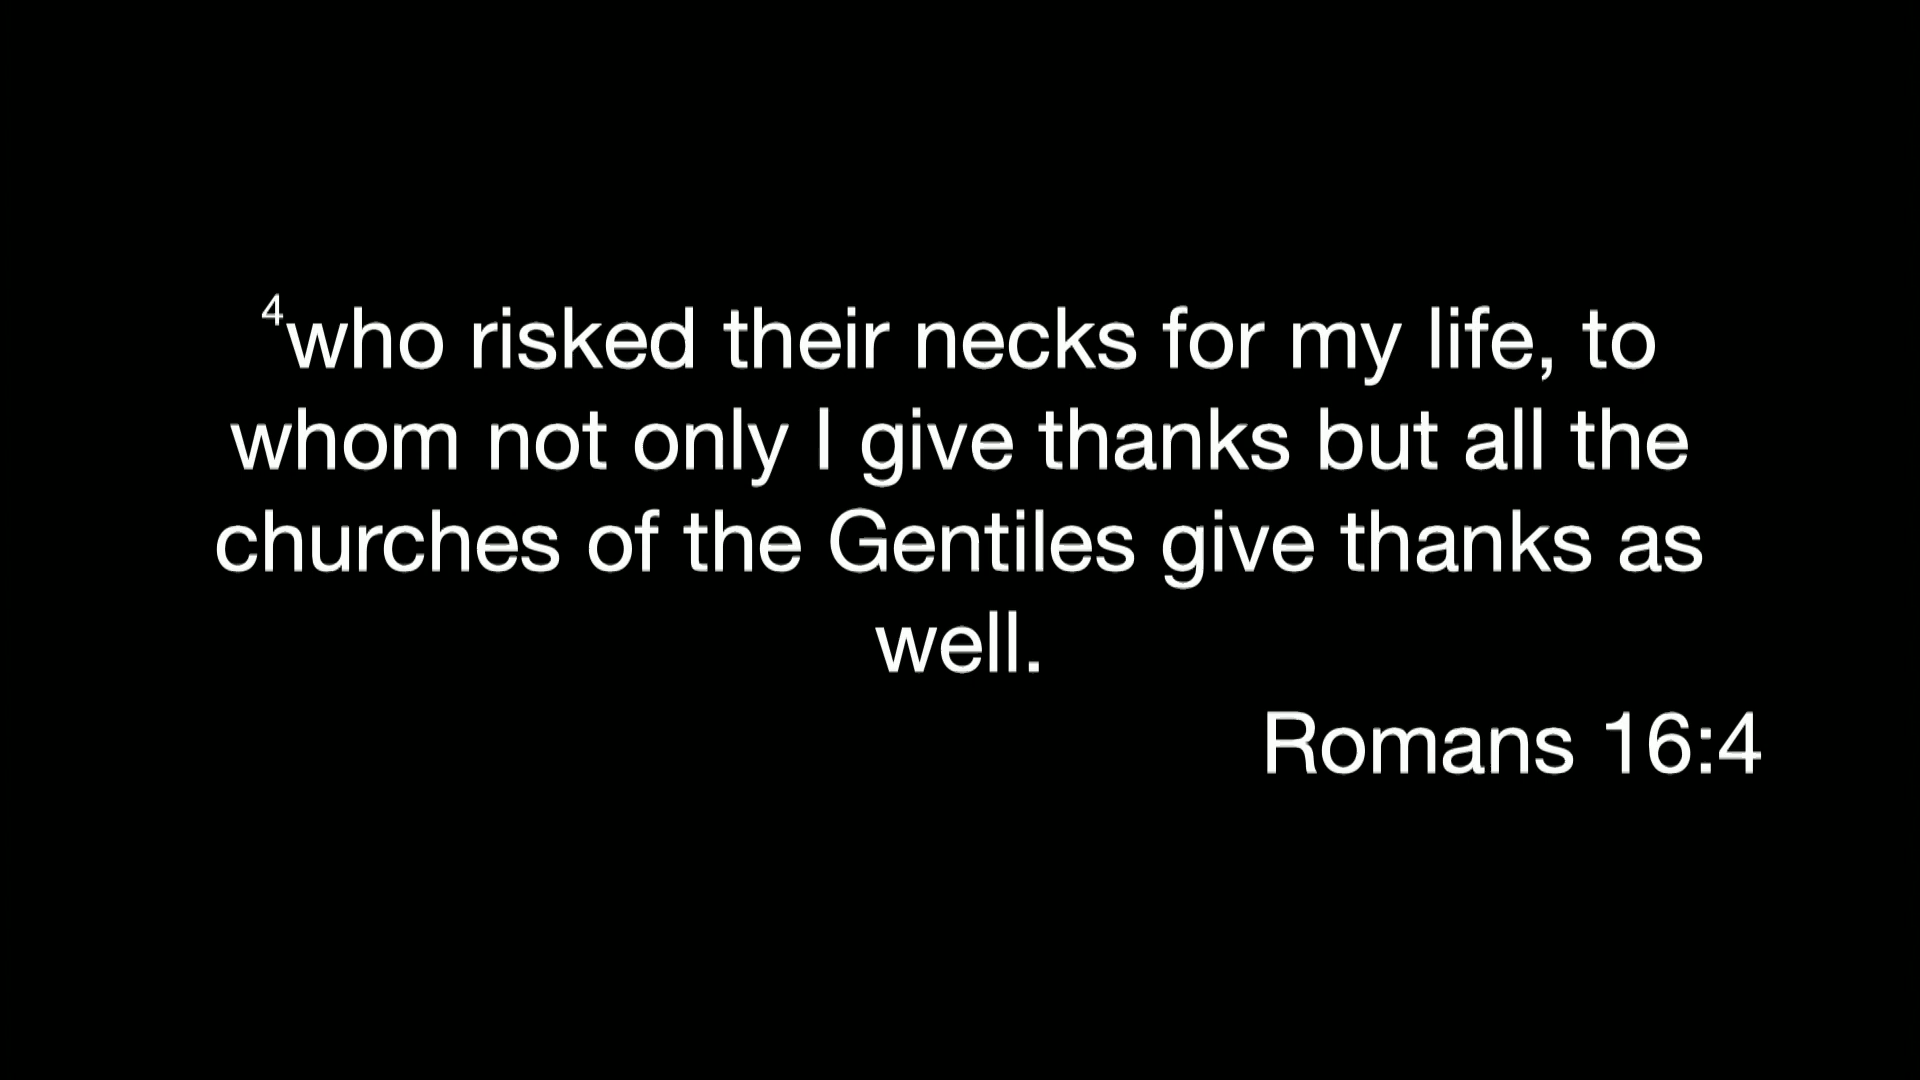 4who risked their necks for my life, to
whom not only I give thanks but all the
churches of the Gentiles give thanks as
well.
Romans 16:4